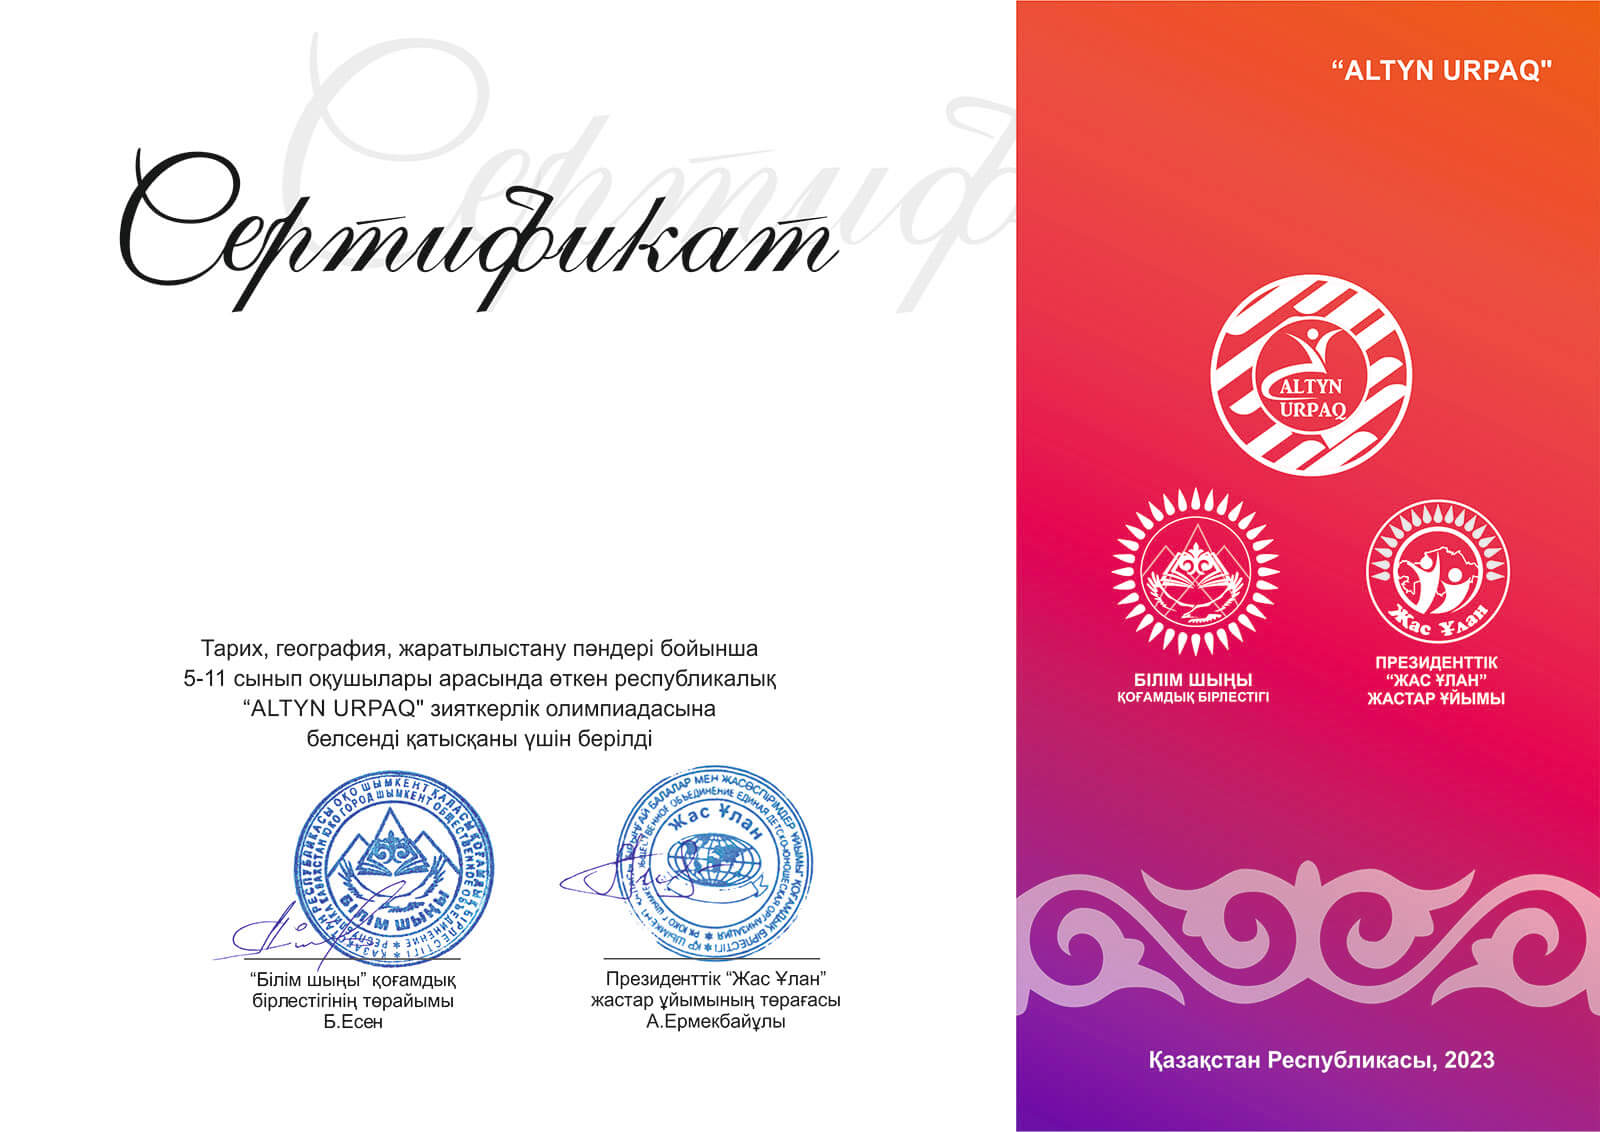 Сертификат
Сертиф
Тарих, география, жаратылыстану пәндері бойынша
5-11 сынып оқушылары арасында өткен республикалық
“ALTYN URPAQ" зияткерлік олимпиадасына
белсенді қатысқаны үшін берілді
БІЛІМ ШЫҢЫ
Жас Ұлан
“Білім шыңы” қоғамдық
бірлестігінің төрайымы
Б.Есен
Президенттік “Жас Ұлан”
жастар ұйымының төрағасы
А.Ермекбайұлы
“ALTYN URPAQ"
ALTYN
URPAQ
БІЛІМ ШЫҢЫ
ҚОҒАМДЫҚ БІРЛЕСТІГІ
Жас Ұлан
ПРЕЗИДЕНТТІК
“ЖАС ҰЛАН”
ЖАСТАР ҰЙЫМЫ
Қазақстан Республикасы, 2023